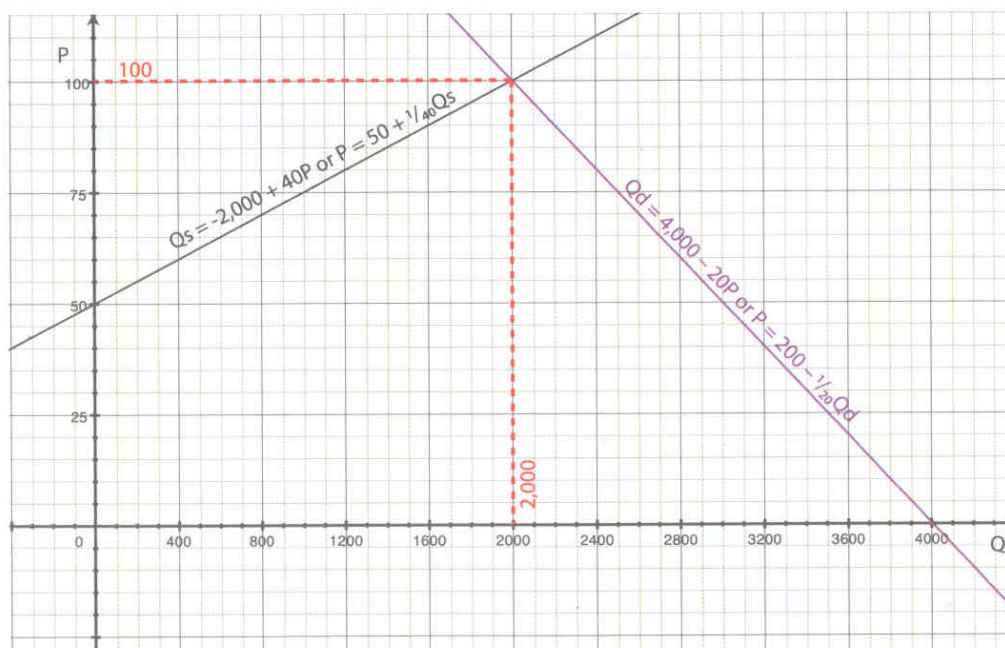 P
100
100
Qs = -2,000 + 40P or P = 50 + ¹/₄₀Qs
75
Qd = 4,000 – 20P or P = 200 – ¹/₂₀Qd
50
25
2,000
0 400 800 1200 1600 2000 2400 2800 3200 3600 4000 Q